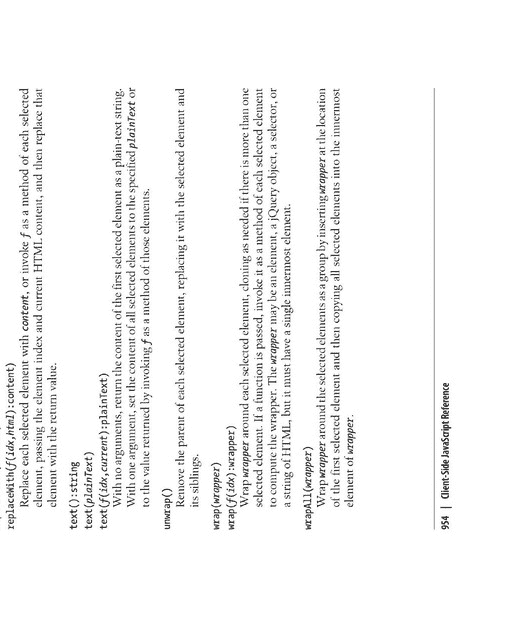 replaceWith(f(idx,html):content)
Replace each selected element with content, or invoke f as a method of each selected
element, passing the element index and current HTML content, and then replace that
element with the return value.
text():string
text(plainText)
text(f(idx,current):plainText)
With no arguments, return the content of the first selected element as a plain-text string.
With one argument, set the content of all selected elements to the specified plainText or
to the value returned by invoking f as a method of those elements.
unwrap()
Remove the parent of each selected element, replacing it with the selected element and
its siblings.
wrap(wrapper)
wrap(f(idx):wrapper)
Wrap wrapper around each selected element, cloning as needed if there is more than one
selected element. If a function is passed, invoke it as a method of each selected element
to compute the wrapper. The wrapper may be an element, a jQuery object, a selector, or
a string of HTML, but it must have a single innermost element.
wrapAll(wrapper)
Wrap wrapper around the selected elements as a group by inserting wrapper at the location
of the first selected element and then copying all selected elements into the innermost
element of wrapper.
954 | Client-Side JavaScript Reference